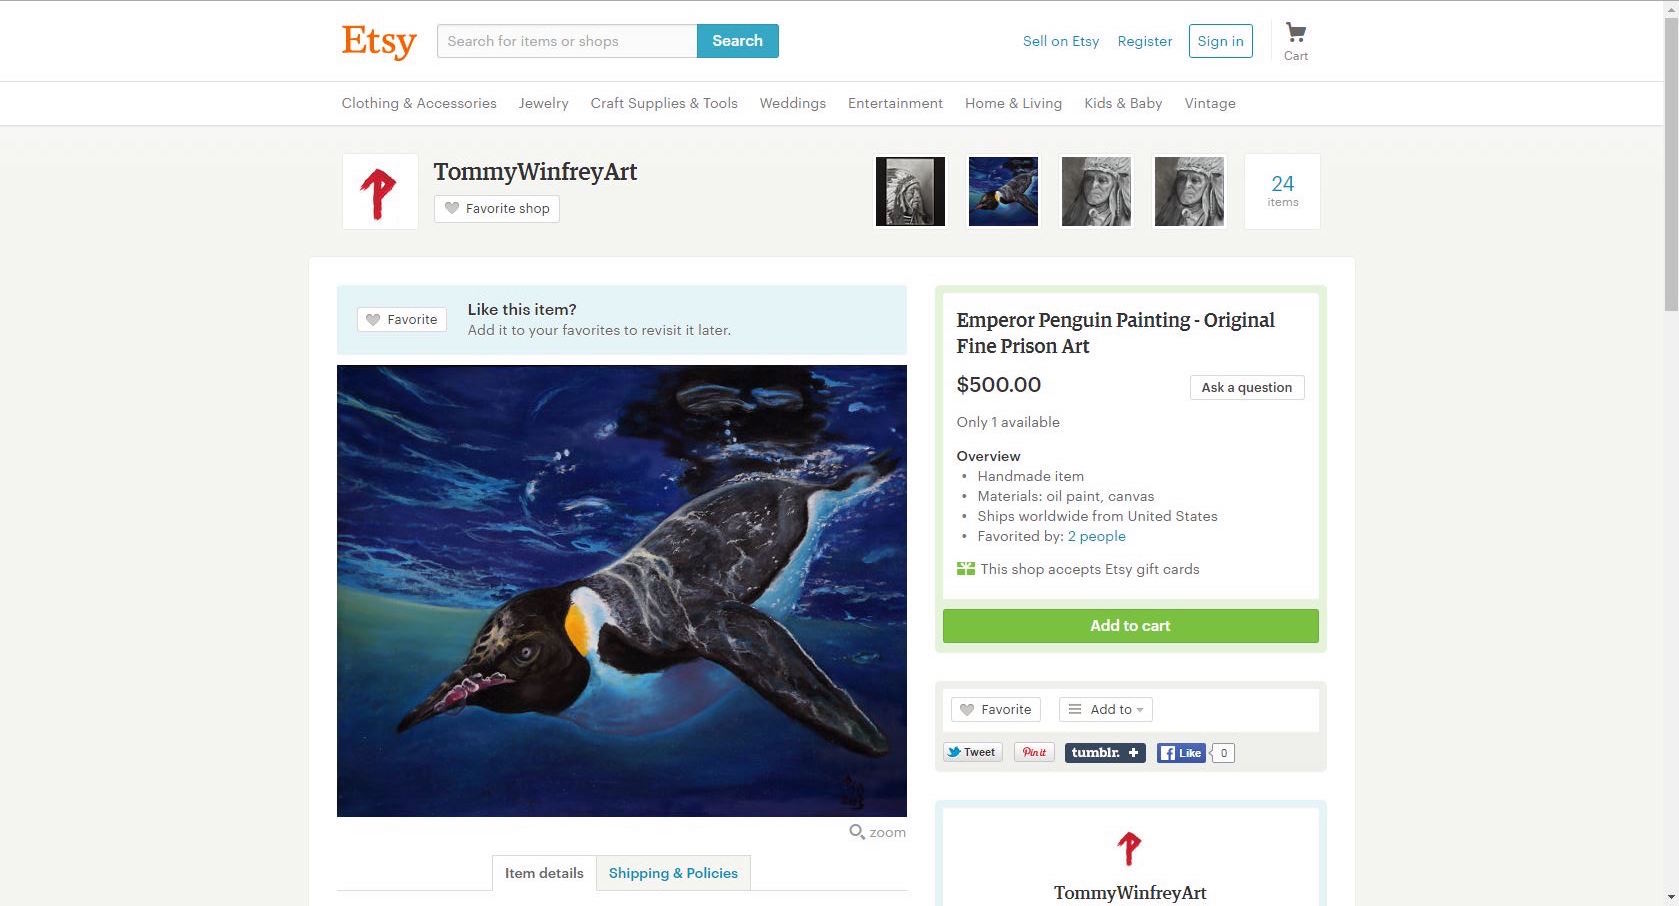 Etsy
Search for items or shops
Search
Sell on Etsy
Register
Sign in
Cart
Clothing & Accessories
Jewelry
Craft Supplies & Tools
Weddings
Entertainment
Home & Living
Kids & Baby
Vintage
TommyWinfreyArt
Favorite shop
24
items
Favorite
Like this item?
Add it to your favorites to revisit it later.
zoom
Item details
Shipping & Policies
Emperor Penguin Painting - Original
Fine Prison Art
$500.00
Ask a question
Only 1 available
Overview
• Handmade item
• Materials: oil paint, canvas
• Ships worldwide from United States
• Favorited by: 2 people
This shop accepts Etsy gift cards
Add to cart
Favorite
Add to
Tweet
Pin it
tumblr. +
Like
0
TommyWinfreyArt